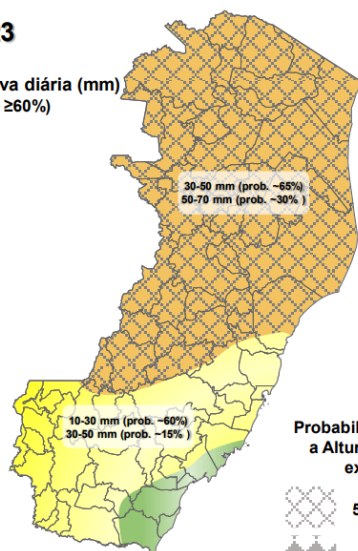 3
va diária (mm)
≥60%)
30-50 mm (prob. ~65%)
50-70 mm (prob. ~30% )
10-30 mm (prob. ~60%)
30-50 mm (prob. ~15% )
Probabil
a Altur
ex
5